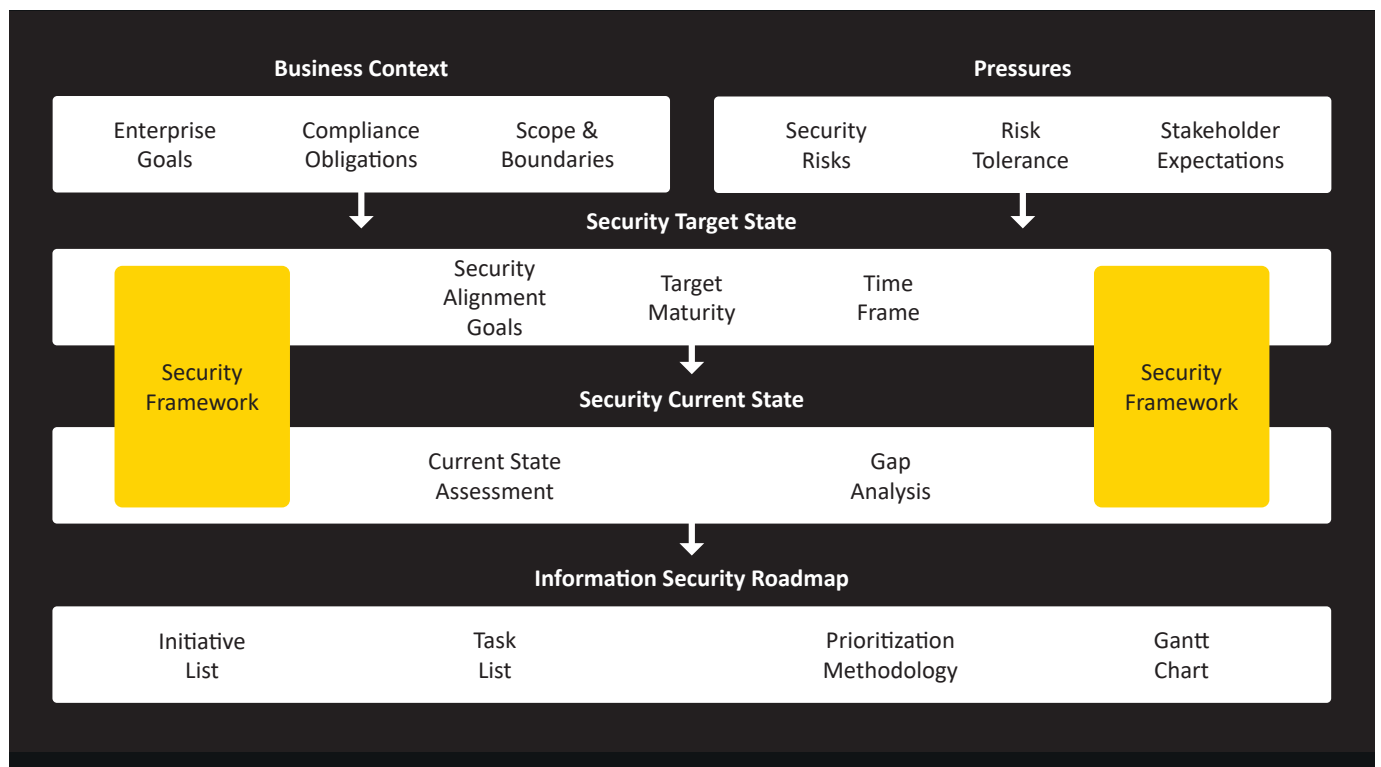 Business Context
Enterprise
Goals
Compliance
Obligations
Scope &
Boundaries
Pressures
Security
Risks
Risk
Tolerance
Stakeholder
Expectations
Security Target State
Security
Alignment
Goals
Target
Maturity
Time
Frame
Security
Framework
Security
Framework
Security Current State
Current State
Assessment
Gap
Analysis
Information Security Roadmap
Initiative
List
Task
List
Prioritization
Methodology
Gantt
Chart